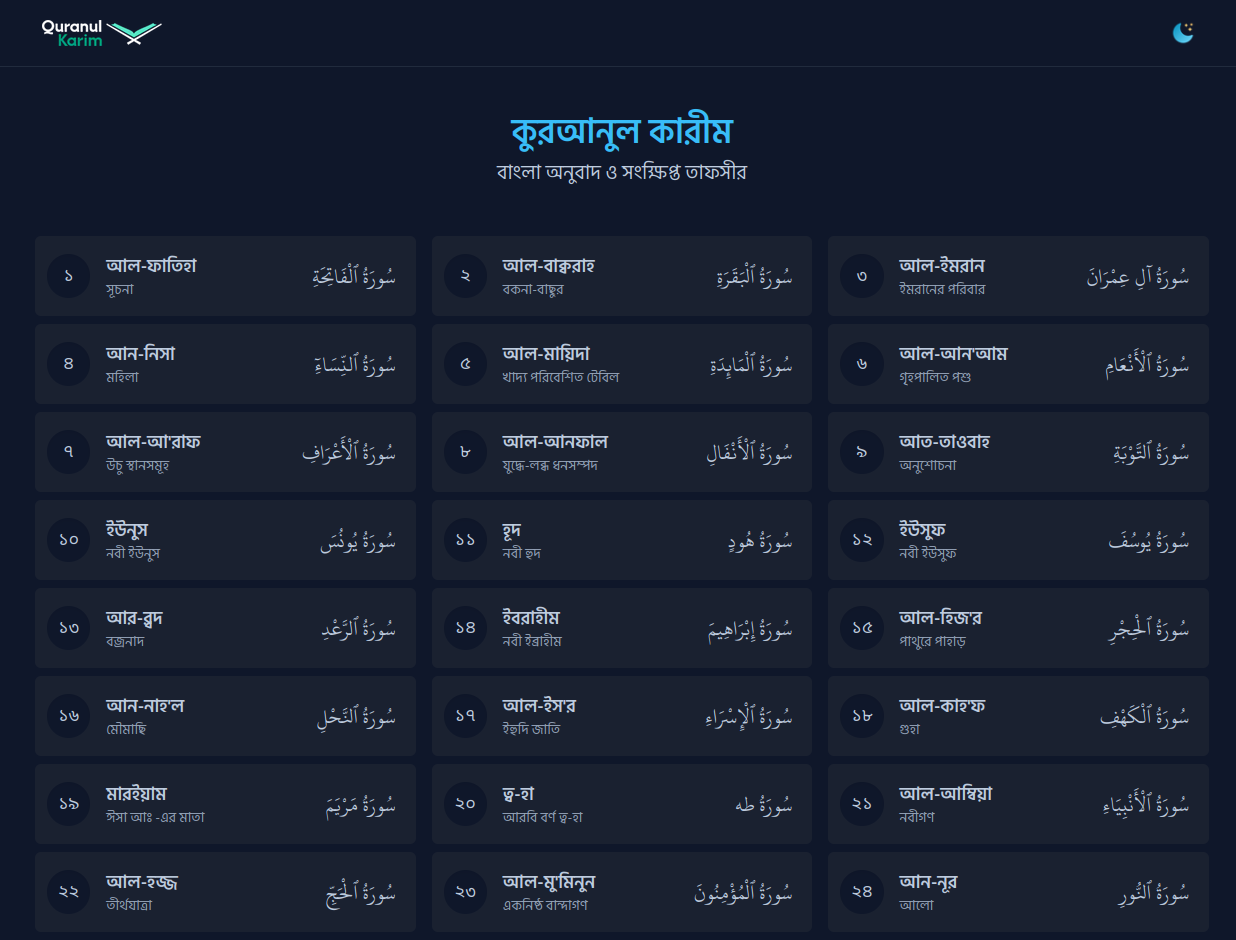 Quranul
Karim
কুরআনুল কারীম
বাংলা অনুবাদ ও সংক্ষিপ্ত তাফসীর
১
আল-ফাতিহা
সূচনা
سُورَةُ ٱلْفَاتِحَةِ
২
আল-বাক্বারাহ
বকনা-বাছুর
سُورَةُ ٱلْبَقَرَةِ
৩
আল-ইমরান
ইমরানের পরিবার
سُورَةُ آلِ عِمْرَانَ
৪
আন-নিসা
মহিলা
سُورَةُ ٱلنِّسَاءِٓ
৫
আল-মায়িদা
খাদ্য পরিবেশিত টেবিল
سُورَةُ ٱلْمَائِدَةِ
৬
আল-আন'আম
গৃহপালিত পশু
سُورَةُ ٱلْأَنْعَامِ
৭
আল-আ'রাফ
উচু স্থানসমূহ
سُورَةُ ٱلْأَعْرَافِ
৮
আল-আনফাল
যুদ্ধে-লব্ধ ধনসম্পদ
سُورَةُ ٱلْأَنْفَالِ
৯
আত-তাওবাহ
অনুশোচনা
سُورَةُ ٱلتَّوْبَةِ
১০
ইউনুস
নবী ইউনুস
سُورَةُ يُونُسَ
১১
হূদ
নবী হুদ
سُورَةُ هُودٍ
১২
ইউসুফ
নবী ইউসুফ
سُورَةُ يُوسُفَ
১৩
আর-রা়দ
বজ্রনাদ
سُورَةُ ٱلرَّعْدِ
১৪
ইবরাহীম
নবী ইব্রাহীম
سُورَةُ إِبْرَاهِيمَ
১৫
আল-হিজ'র
পাথুরে পাহাড়
سُورَةُ ٱلْحِجْرِ
১৬
আন-নাহ'ল
মৌমাছি
سُورَةُ ٱلنَّحْلِ
১৭
আল-ইস'র
ইহুদি জাতি
سُورَةُ ٱلْإِسْرَاءِ
১৮
আল-কাহ'ফ
গুহা
سُورَةُ ٱلْكَهْفِ
১৯
মারইয়াম
ঈসা আঃ -এর মাতা
سُورَةُ مَرْيَمَ
২০
ত্ব-হা
আরবি বর্ণ ত্ব-হা
سُورَةُ طه
২১
আল-আম্বিয়া
নবীগণ
سُورَةُ ٱلْأَنْبِيَاءِ
২২
আল-হজ্জ
তীর্থযাত্রা
سُورَةُ ٱلْحَجِّ
২৩
আল-মু'মিনুন
একনিষ্ঠ বান্দাগণ
سُورَةُ ٱلْمُؤْمِنُونَ
২৪
আন-নূর
আলো
سُورَةُ ٱلنُّورِ